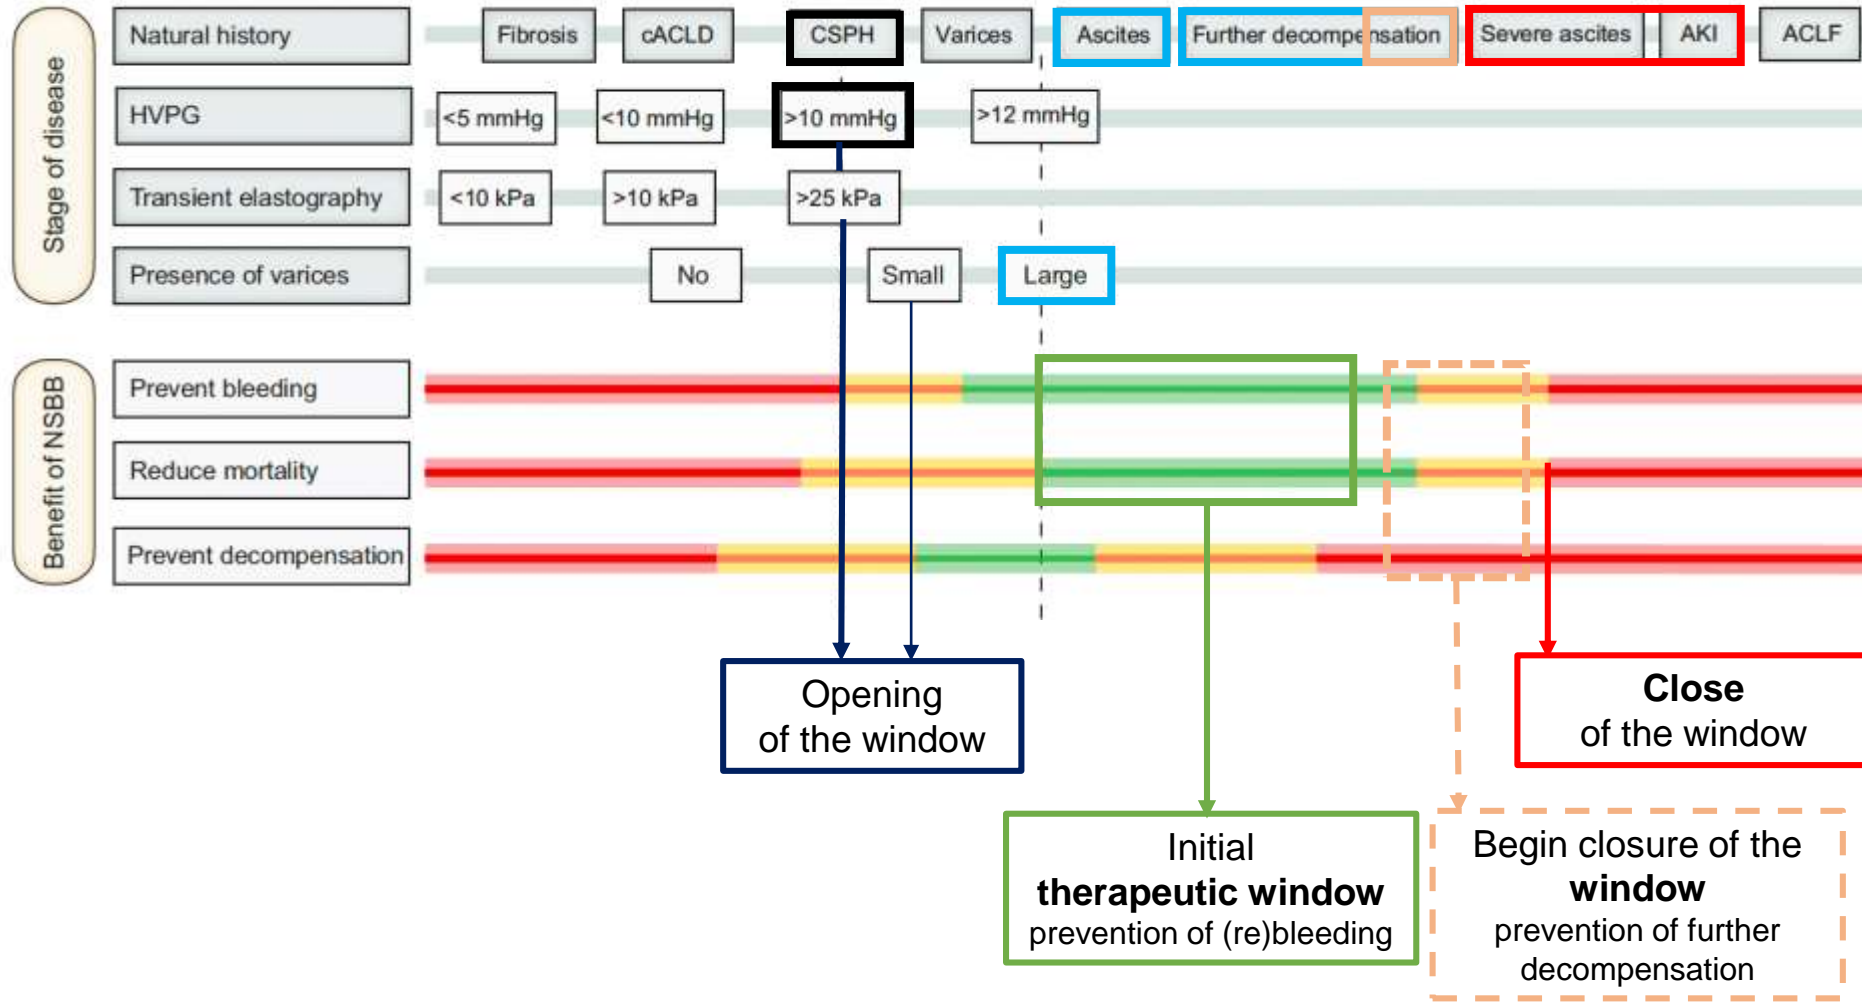 Stage of disease
Natural history
Fibrosis
cACLD
CSPH
Varices
Ascites
Further decompensation
Severe ascites
AKI
ACLF
HVPG
<5 mmHg
<10 mmHg
>10 mmHg
>12 mmHg
Transient elastography
<10 kPa
>10 kPa
>25 kPa
Presence of varices
No
Small
Large
Benefit of NSBB
Prevent bleeding
Reduce mortality
Prevent decompensation
Opening
of the window
Close
of the window
Initial
therapeutic window
prevention of (re)bleeding
Begin closure of the
window
prevention of further
decompensation